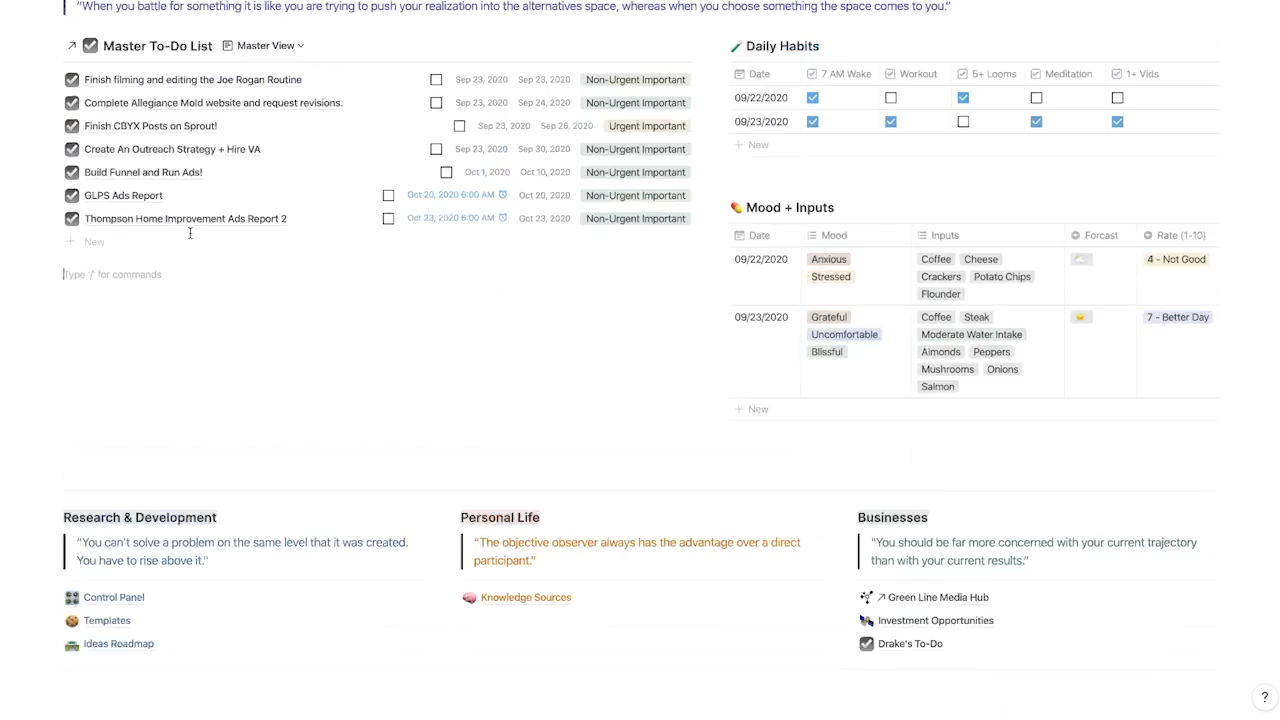 "When you battle for something it is like you are trying to push your realization into the alternatives space, whereas when you choose something the space comes to you."
Master To-Do List Master View
Finish filming and editing the Joe Rogan Routine Sep 23, 2020 Sep 23, 2020 Non-Urgent Important
Complete Allegiance Mold website and request revisions. Sep 23, 2020 Sep 24, 2020 Non-Urgent Important
Finish CBYX Posts on Sprout! Sep 23, 2020 Sep 26, 2020 Urgent Important
Create An Outreach Strategy + Hire VA Sep 23, 2020 Sep 30, 2020 Non-Urgent Important
Build Funnel and Run Ads! Oct 1, 2020 Oct 10, 2020 Non-Urgent Important
GLPS Ads Report Oct 20, 2020 6:00 AM Oct 20, 2020 Non-Urgent Important
Thompson Home Improvement Ads Report 2 Oct 23, 2020 6:00 AM Oct 23, 2020 Non-Urgent Important
+ New
Type '/' for commands
Daily Habits
Date 7 AM Wake Workout 5+ Looms Meditation 1+ Vids
09/22/2020
09/23/2020
+ New
Mood + Inputs
Date Mood Inputs Forcast Rate (1-10)
09/22/2020 Anxious Coffee Cheese 4 - Not Good
Stressed Crackers Potato Chips
Flounder
09/23/2020 Grateful Coffee Steak 7 - Better Day
Uncomfortable Moderate Water Intake
Blissful Almonds Peppers
Mushrooms Onions
Salmon
+ New
Research & Development
"You can't solve a problem on the same level that it was created.
You have to rise above it."
Control Panel
Templates
Ideas Roadmap
Personal Life
"The objective observer always has the advantage over a direct
participant."
Knowledge Sources
Businesses
"You should be far more concerned with your current trajectory
than with your current results."
Green Line Media Hub
Investment Opportunities
Drake's To-Do
?